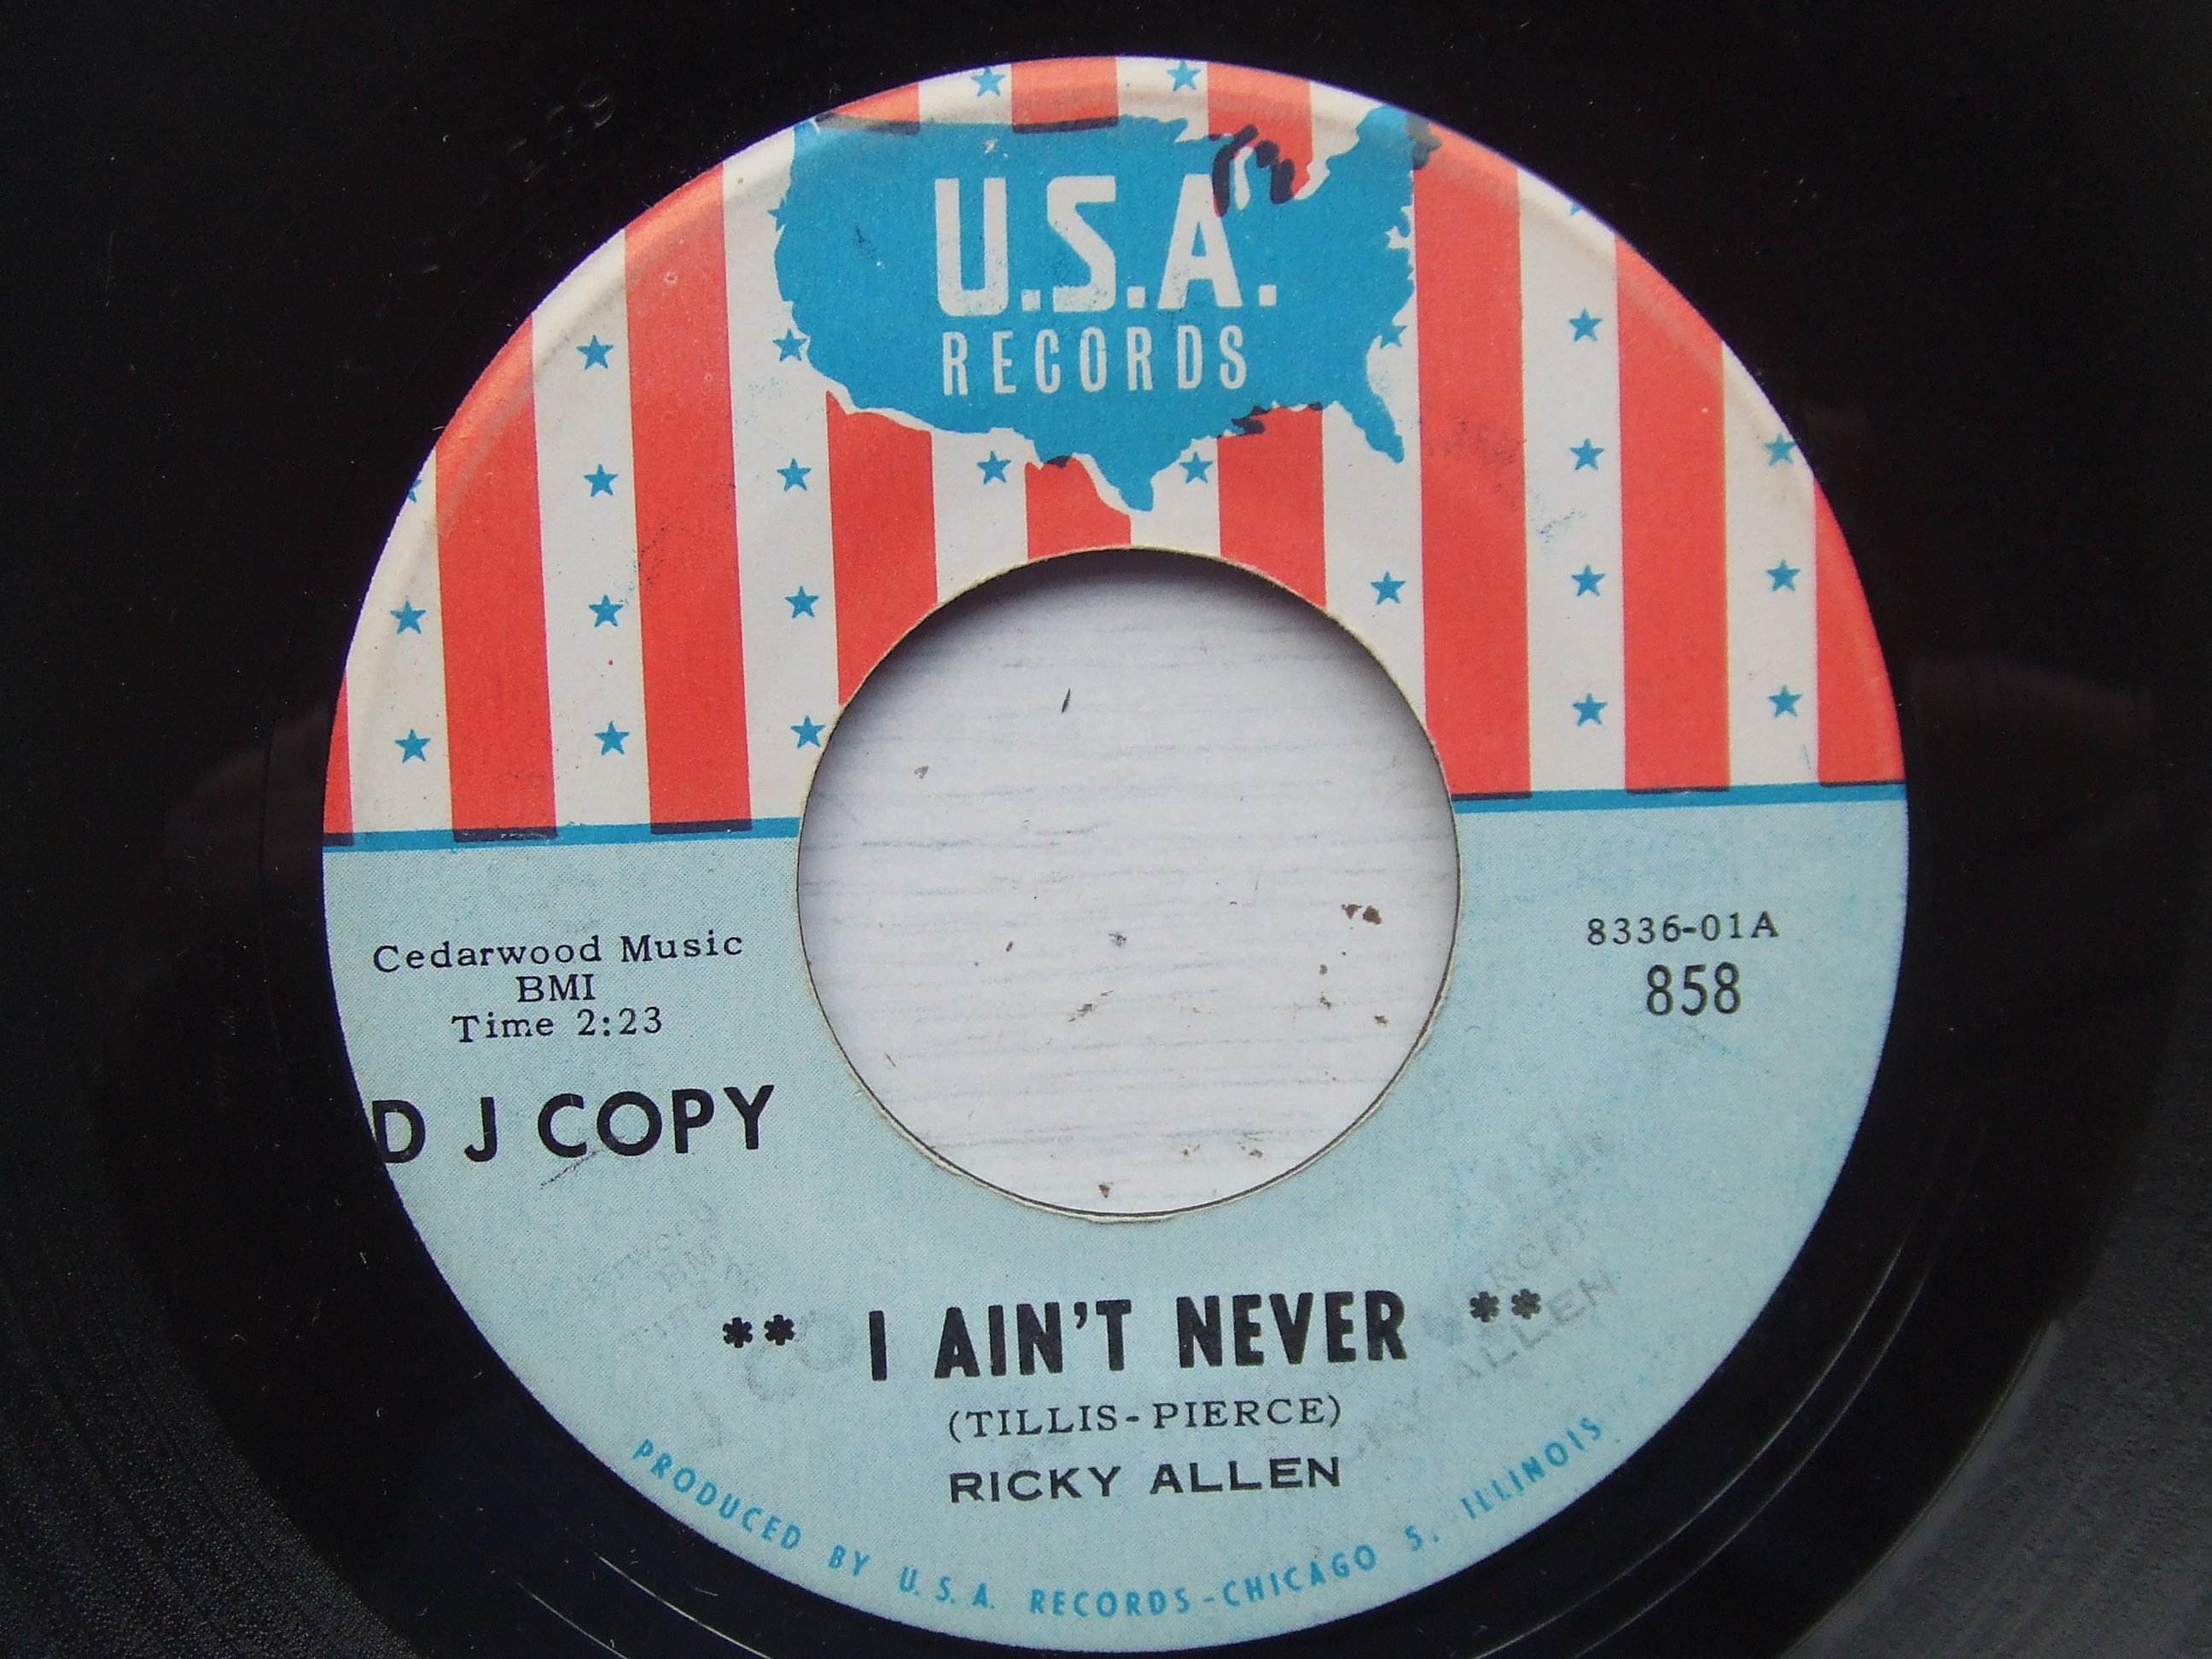 U.S.A.
RECORDS
Cedarwood Music
BMI
Time 2:23
8336-01A
858
D J COPY
** I AIN'T NEVER **
(TILLIS-PIERCE)
RICKY ALLEN
PRODUCED BY U.S.A. RECORDS-CHICAGO 5, ILLINOIS